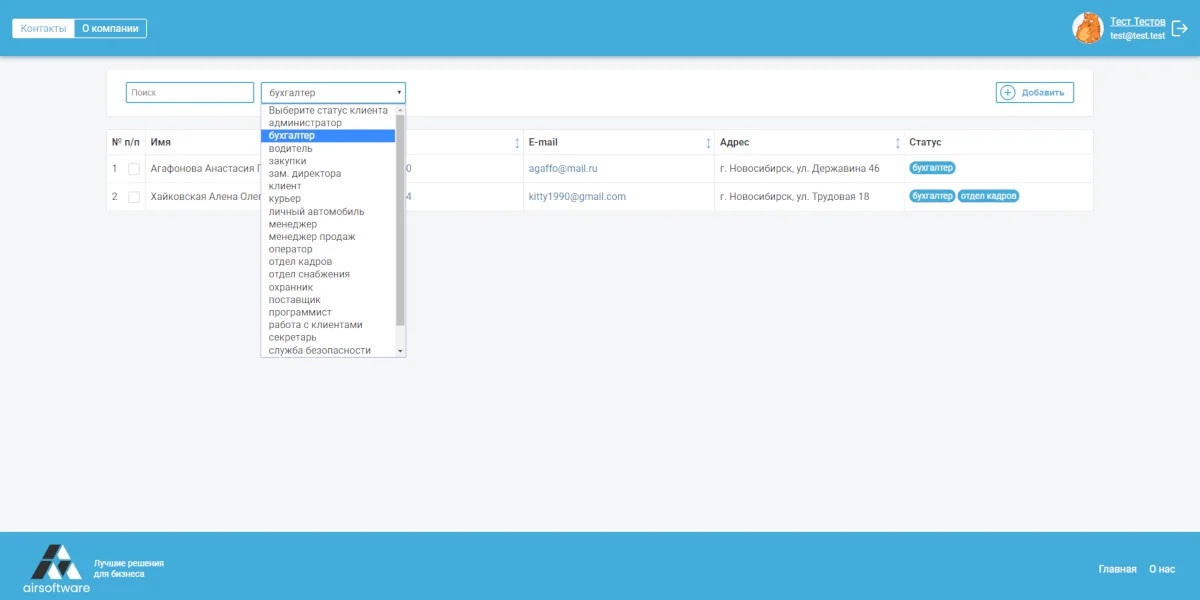 Контакты О компании
Тест Тестов
test@test.test
Поиск
бухгалтер
Добавить
Выберите статус клиента
администратор
бухгалтер
водитель
закупки
зам. директора
клиент
курьер
личный автомобиль
менеджер
менеджер продаж
оператор
отдел кадров
отдел снабжения
охранник
поставщик
программист
работа с клиентами
секретарь
служба безопасности
№ п/п Имя E-mail Адрес Статус
1 Агафонова Анастасия 0 agaffo@mail.ru г. Новосибирск, ул. Державина 46 бухгалтер
2 Хайковская Алена 4 kitty1990@gmail.com г. Новосибирск, ул. Трудовая 18 бухгалтер отдел кадров
airsoftware
Лучшие решения
для бизнеса
Главная О нас